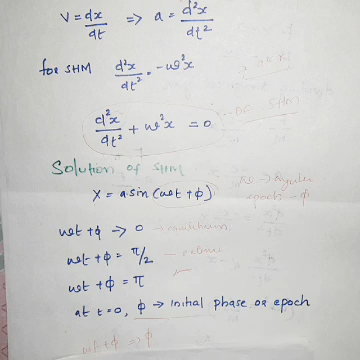 V = dx/dt => a = d²x/dt²
for SHM d²x/dt² = -ω²x
d²x/dt² + ω²x = 0
Solution of SHM
X = a sin (ωt + φ)
ωt + φ -> 0 -> maximum
ωt + φ = π/2
ωt + φ = π
at t=0, φ -> initial phase or epoch